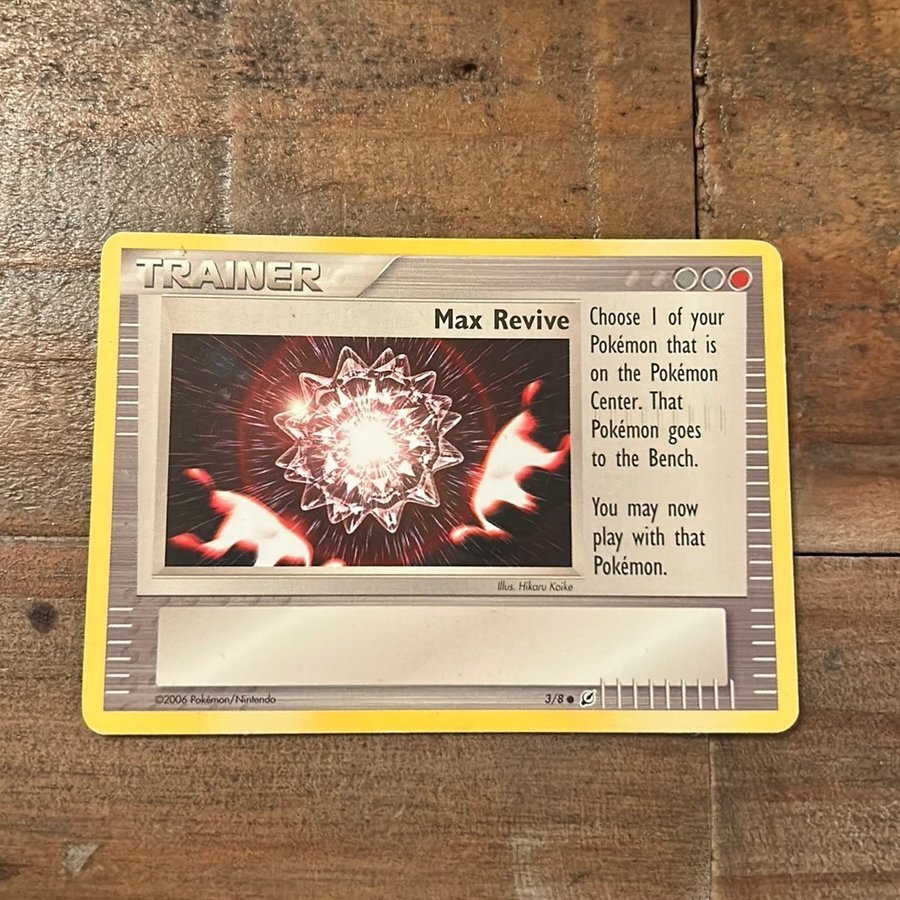 TRAINER
Max Revive
Choose 1 of your
Pokémon that is
on the Pokémon
Center. That
Pokémon goes
to the Bench.
You may now
play with that
Pokémon.
Illus. Hikaru Koike
©2006 Pokémon/Nintendo
3/8